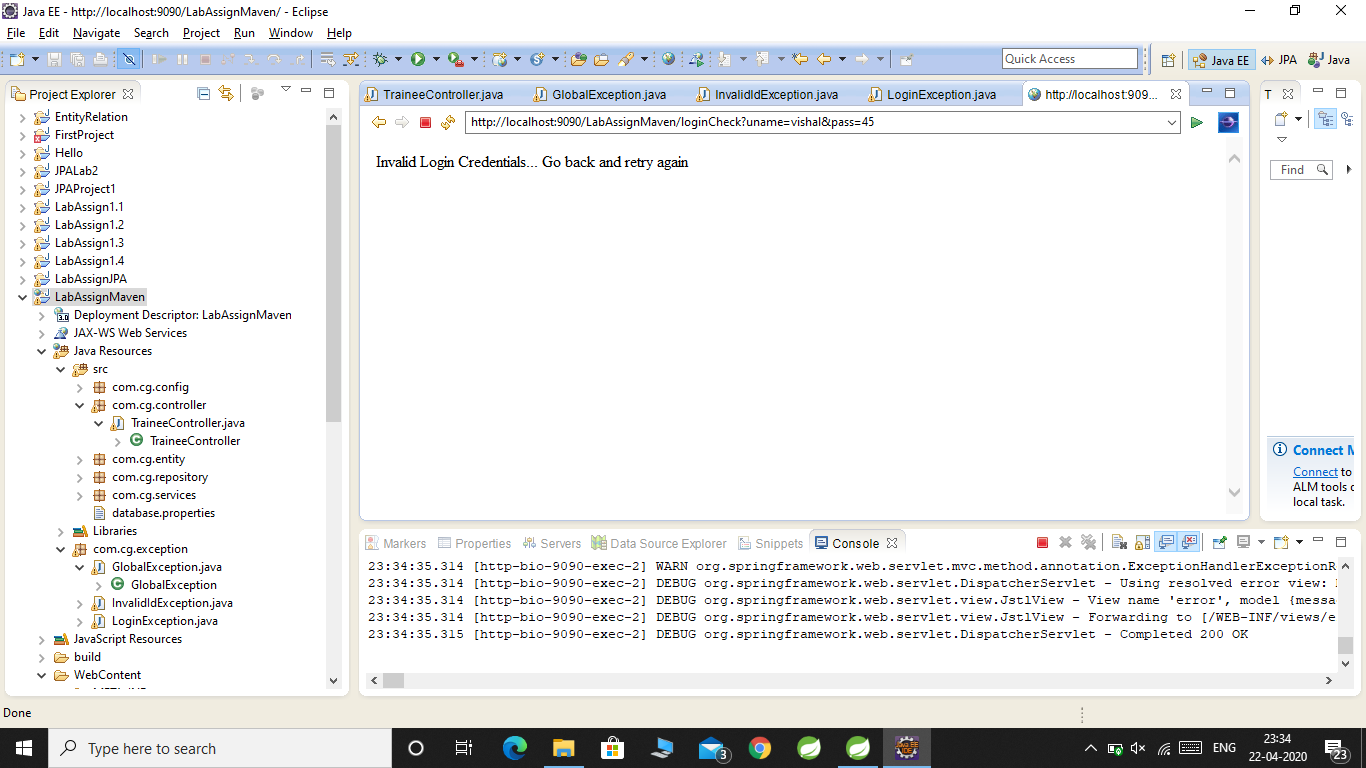 Java EE - http://localhost:9090/LabAssignMaven/ - Eclipse
File Edit Navigate Search Project Run Window Help
Quick Access Java EE JPA Java
Project Explorer
EntityRelation
FirstProject
Hello
JPALab2
JPAProject1
LabAssign1.1
LabAssign1.2
LabAssign1.3
LabAssign1.4
LabAssignJPA
LabAssignMaven
3.0 Deployment Descriptor: LabAssignMaven
JAX-WS Web Services
Java Resources
src
com.cg.config
com.cg.controller
TraineeController.java
TraineeController
com.cg.entity
com.cg.repository
com.cg.services
database.properties
Libraries
com.cg.exception
GlobalException.java
GlobalException
InvalidIdException.java
LoginException.java
JavaScript Resources
build
WebContent
TraineeController.java GlobalException.java InvalidIdException.java LoginException.java http://localhost:909...
http://localhost:9090/LabAssignMaven/loginCheck?uname=vishal&pass=45
Invalid Login Credentials... Go back and retry again
T
Find
Connect M
Connect to
ALM tools
local task.
Markers Properties Servers Data Source Explorer Snippets Console
23:34:35.314 [http-bio-9090-exec-2] WARN org.springframework.web.servlet.mvc.method.annotation.ExceptionHandlerExceptionR
23:34:35.314 [http-bio-9090-exec-2] DEBUG org.springframework.web.servlet.DispatcherServlet - Using resolved error view:
23:34:35.314 [http-bio-9090-exec-2] DEBUG org.springframework.web.servlet.view.JstlView - View name 'error', model {messa
23:34:35.314 [http-bio-9090-exec-2] DEBUG org.springframework.web.servlet.view.JstlView - Forwarding to [/WEB-INF/views/e
23:34:35.315 [http-bio-9090-exec-2] DEBUG org.springframework.web.servlet.DispatcherServlet - Completed 200 OK
Done
Type here to search
3
JAVA EE
IDE
ENG
23:34
22-04-2020
23